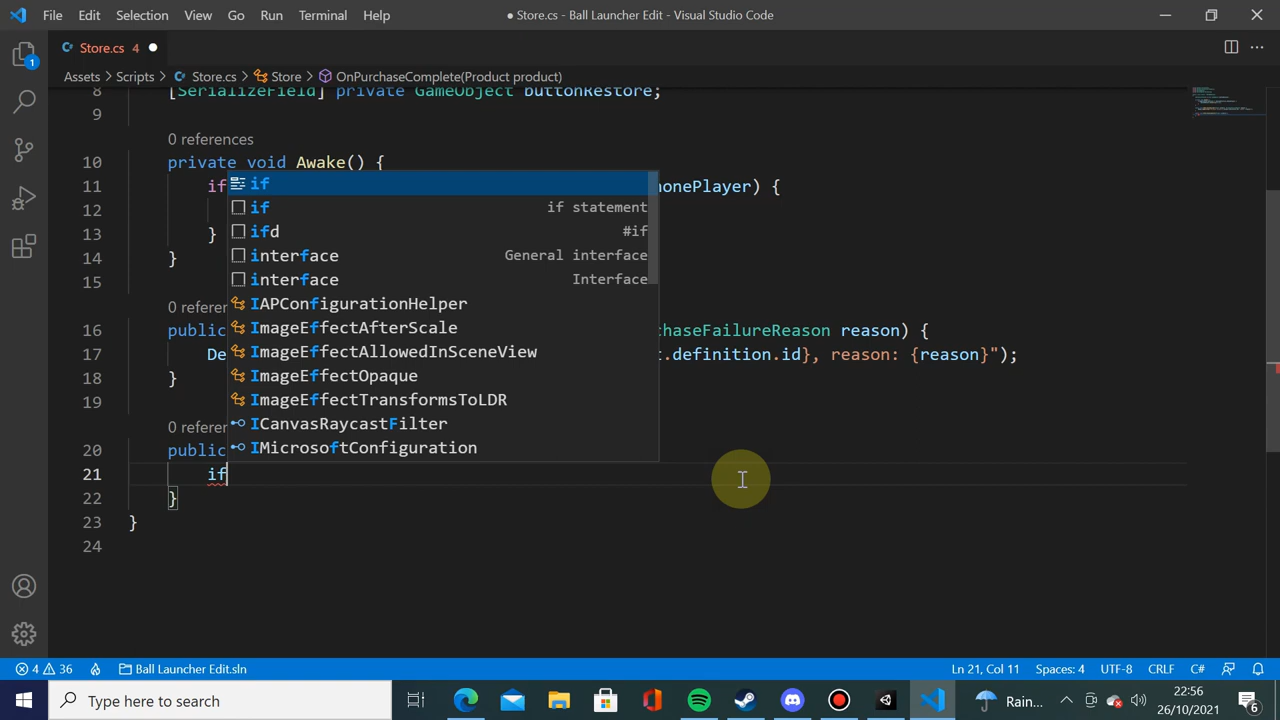 File Edit Selection View Go Run Terminal Help ● Store.cs - Ball Launcher Edit - Visual Studio Code
Store.cs 4
Assets > Scripts > Store.cs > Store > OnPurchaseComplete(Product product)
8 [SerializeField] private GameObject buttonRestore;
9
0 references
10 private void Awake() {
11 if onePlayer) {
12
13 }
14 }
15
0 refere
16 public chaseFailureReason reason) {
17 De t.definition.id}, reason: {reason}");
18 }
19
0 refere
20 public
21 if
22 }
23 }
24
if
if if statement
ifd #if
interface General interface
interface Interface
IAPConfigurationHelper
ImageEffectAfterScale
ImageEffectAllowedInSceneView
ImageEffectOpaque
ImageEffectTransformsToLDR
ICanvasRaycastFilter
IMicrosoftConfiguration
1
4 36 Ball Launcher Edit.sln Ln 21, Col 11 Spaces: 4 UTF-8 CRLF C#
Type here to search Rain... 22:56
26/10/2021 6